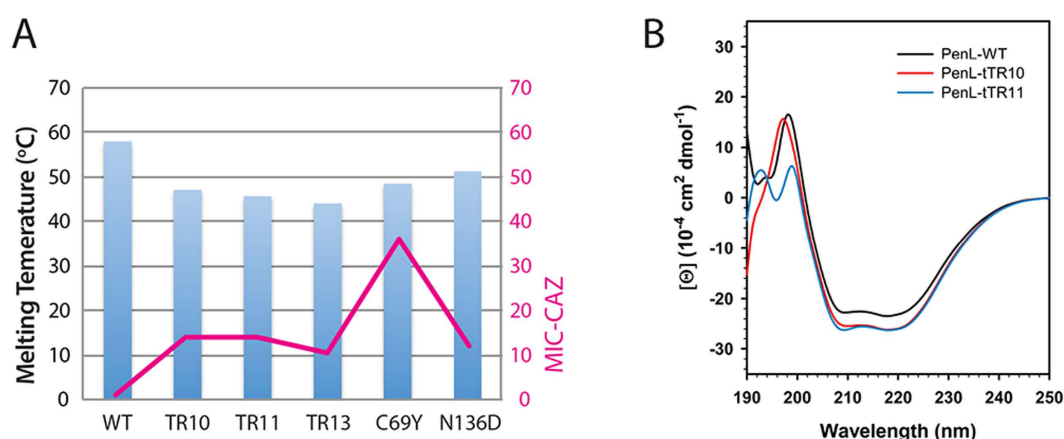 A
Melting Temerature (°C)
70
60
50
40
30
20
10
0
WT TR10 TR11 TR13 C69Y N136D
70
60
50
40
30
20
10
0
MIC-CAZ
B
[Θ] (10⁻⁴ cm² dmol⁻¹)
30
20
10
0
-10
-20
-30
PenL-WT
PenL-tTR10
PenL-tTR11
190 200 210 220 230 240 250
Wavelength (nm)